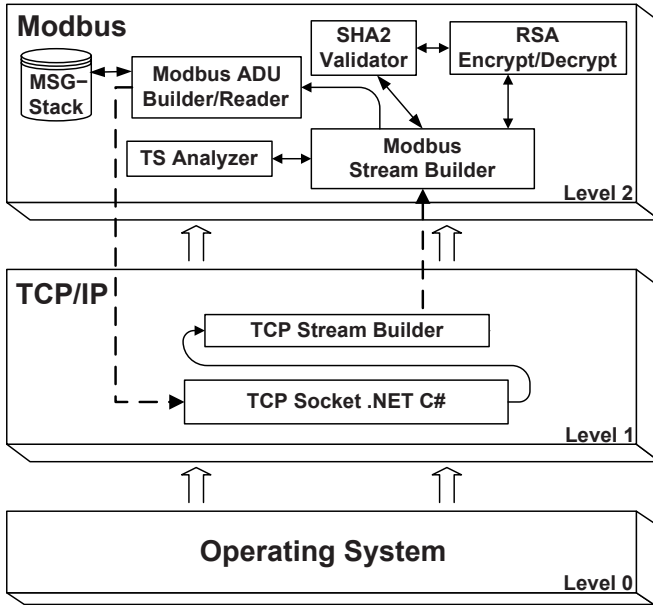 Modbus
MSG-
Stack
Modbus ADU
Builder/Reader
SHA2
Validator
RSA
Encrypt/Decrypt
TS Analyzer
Modbus
Stream Builder
Level 2
TCP/IP
TCP Stream Builder
TCP Socket .NET C#
Level 1
Operating System
Level 0